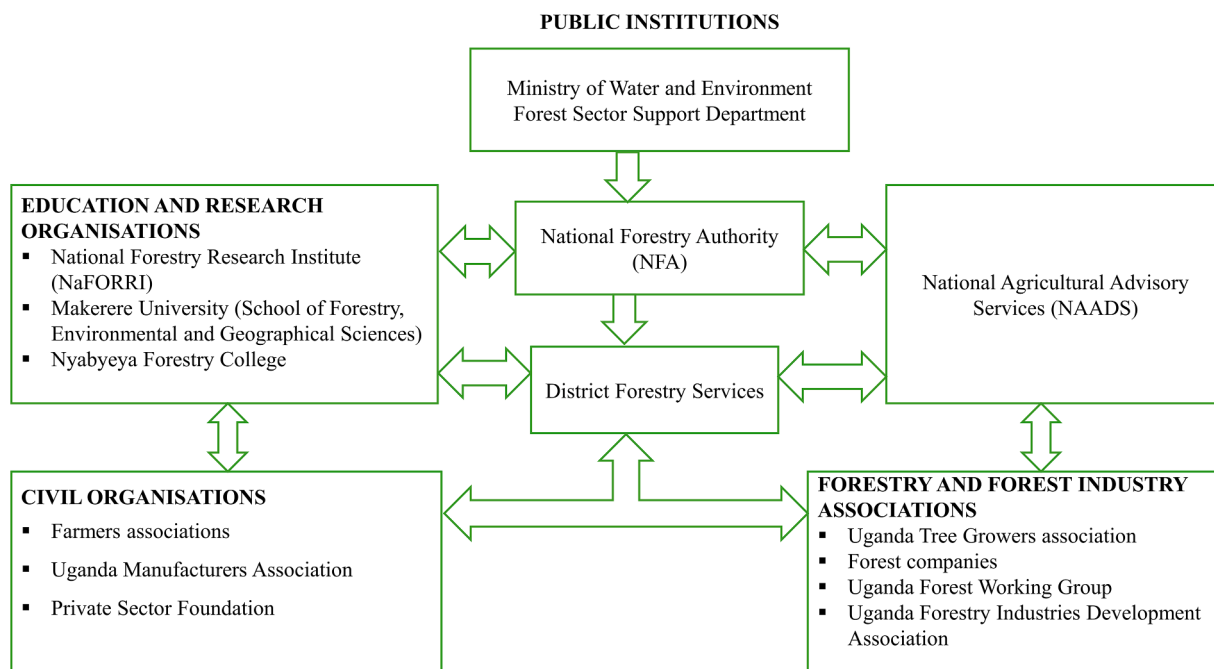 PUBLIC INSTITUTIONS
Ministry of Water and Environment
Forest Sector Support Department
EDUCATION AND RESEARCH
ORGANISATIONS
▪ National Forestry Research Institute
(NaFORRI)
▪ Makerere University (School of Forestry,
Environmental and Geographical Sciences)
▪ Nyabyeya Forestry College
National Forestry Authority
(NFA)
National Agricultural Advisory
Services (NAADS)
District Forestry Services
CIVIL ORGANISATIONS
▪ Farmers associations
▪ Uganda Manufacturers Association
▪ Private Sector Foundation
FORESTRY AND FOREST INDUSTRY
ASSOCIATIONS
▪ Uganda Tree Growers association
▪ Forest companies
▪ Uganda Forest Working Group
▪ Uganda Forestry Industries Development
Association